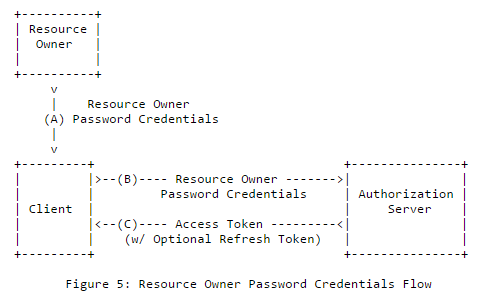 +----------+
| Resource |
|  Owner   |
|          |
+----------+
     v
     |    Resource Owner
    (A) Password Credentials
     |
     v
+---------+                                  +---------------+
|         |>--(B)---- Resource Owner ------->|               |
|         |         Password Credentials     | Authorization |
| Client  |                                  |     Server    |
|         |<--(C)---- Access Token ---------<|               |
|         |    (w/ Optional Refresh Token)   |               |
+---------+                                  +---------------+
Figure 5: Resource Owner Password Credentials Flow